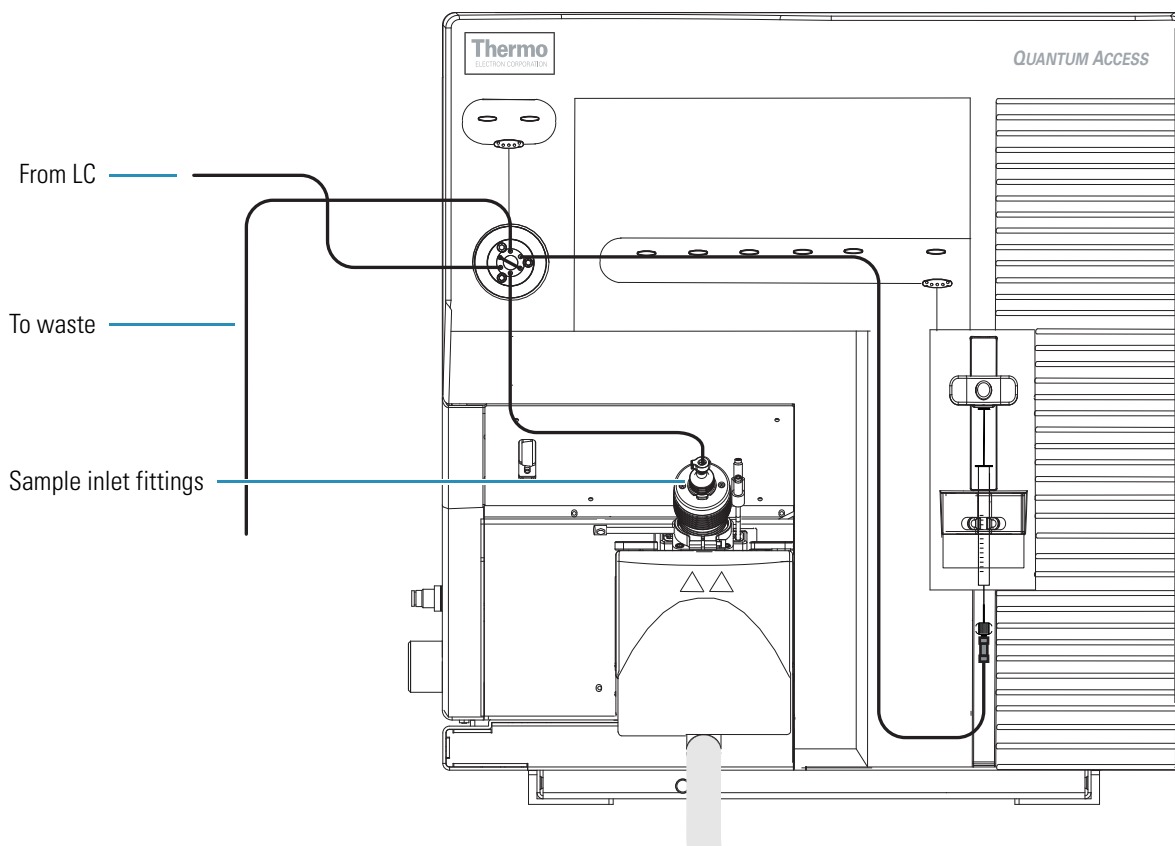 Thermo
ELECTRON CORPORATION
QUANTUM ACCESS
From LC
To waste
Sample inlet fittings